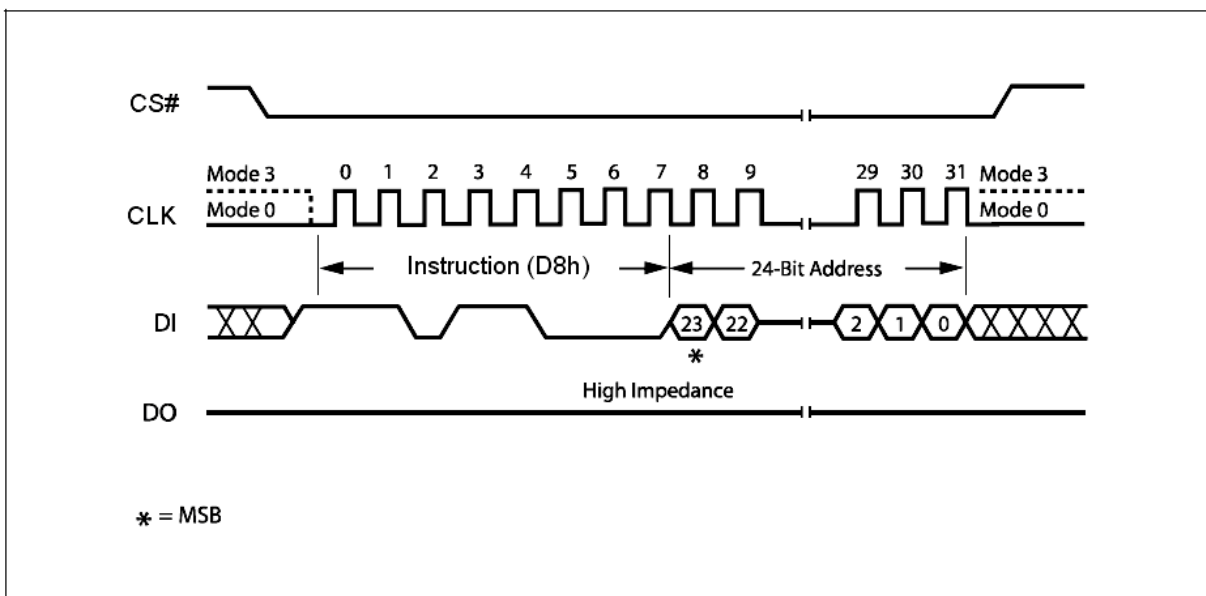 CS#
Mode 3 0 1 2 3 4 5 6 7 8 9 29 30 31 Mode 3
CLK Mode 0 Mode 0
Instruction (D8h) 24-Bit Address
DI 23 22 2 1 0
*
High Impedance
DO
* = MSB